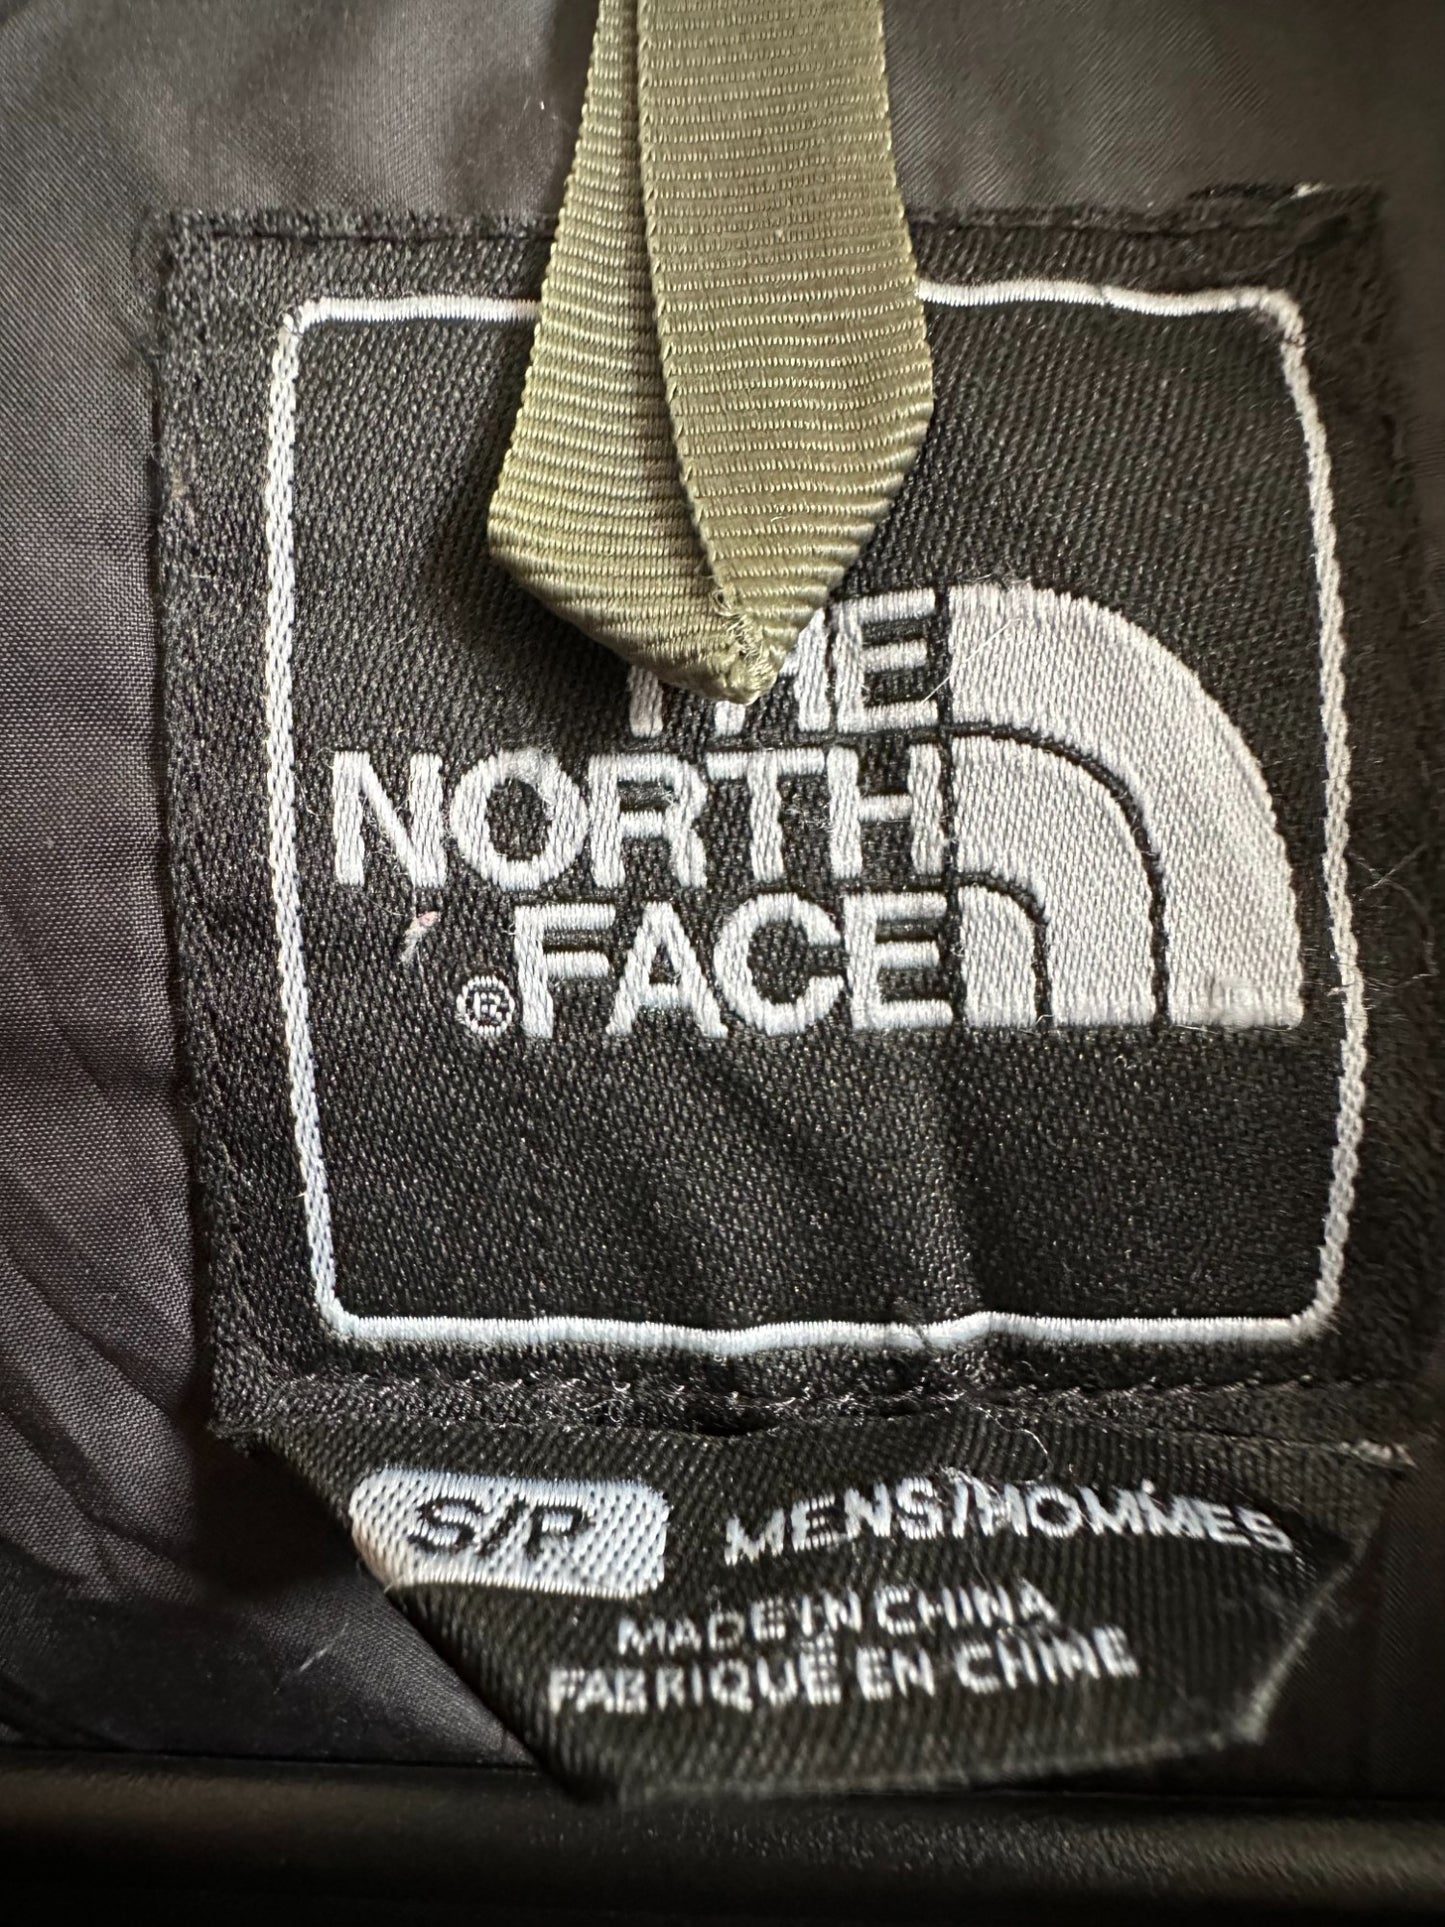 THE
NORTH
®FACE
S/P MENS/HOMMES
MADE IN CHINA
FABRIQUÉ EN CHINE